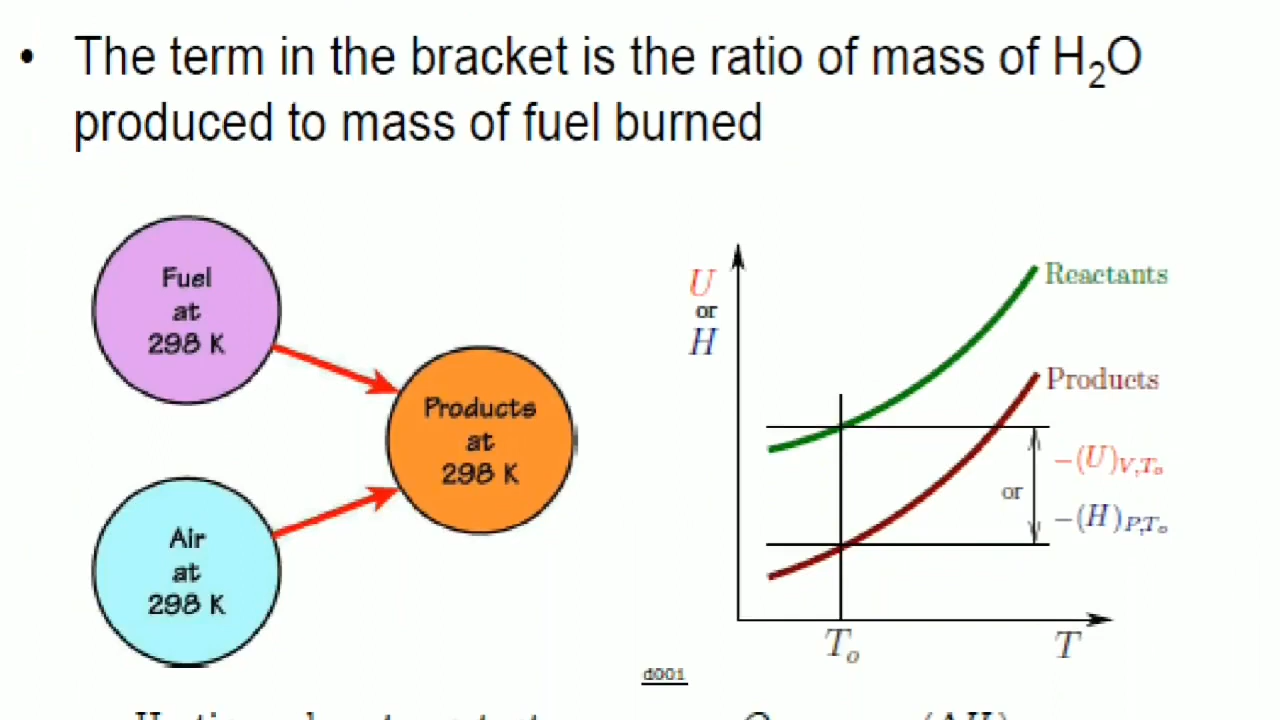 • The term in the bracket is the ratio of mass of H₂O
produced to mass of fuel burned
Fuel
at
298 K
Products
at
298 K
Air
at
298 K
U
or
H
Reactants
Products
−(U)V,Tₒ
or
−(H)P,Tₒ
Tₒ
T
d001